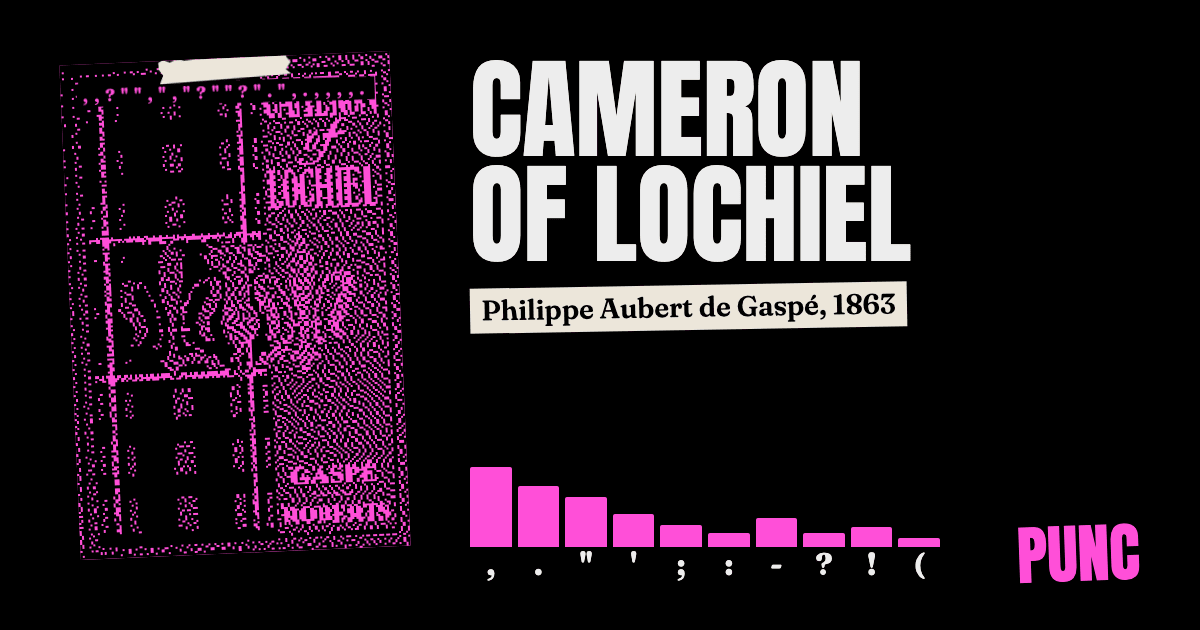 ,,?"",","?""?".",,,,,,
of
LOCHIEL
GASPÉ
ROBERTS
CAMERON
OF LOCHIEL
Philippe Aubert de Gaspé, 1863
, . " ' ; : - ? ! (
PUNC